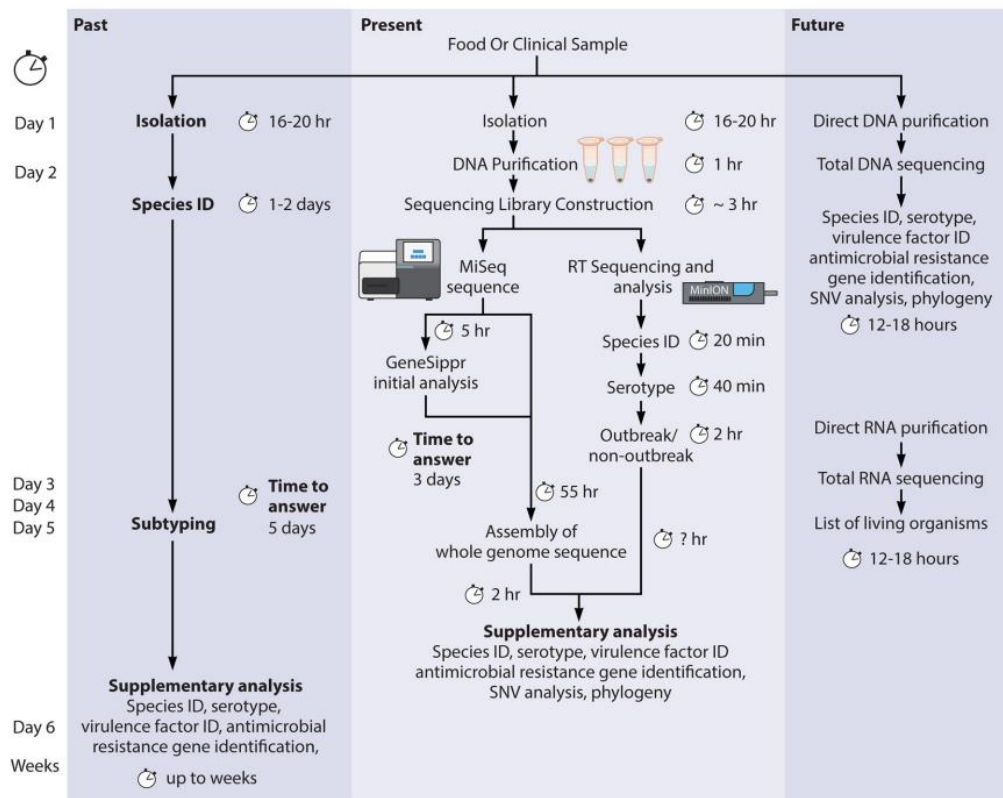 Past
Present
Future
Food Or Clinical Sample
Day 1
Day 2
Day 3
Day 4
Day 5
Day 6
Weeks
Isolation
16-20 hr
Species ID
1-2 days
Time to
answer
5 days
Subtyping
Supplementary analysis
Species ID, serotype,
virulence factor ID, antimicrobial
resistance gene identification,
up to weeks
Isolation
16-20 hr
DNA Purification
1 hr
Sequencing Library Construction
~ 3 hr
MiSeq
sequence
5 hr
GeneSippr
initial analysis
Time to
answer
3 days
55 hr
Assembly of
whole genome sequence
2 hr
RT Sequencing and
analysis
MinION
Species ID
20 min
Serotype
40 min
Outbreak/
non-outbreak
2 hr
? hr
Supplementary analysis
Species ID, serotype, virulence factor ID
antimicrobial resistance gene identification,
SNV analysis, phylogeny
Direct DNA purification
Total DNA sequencing
Species ID, serotype,
virulence factor ID
antimicrobial resistance
gene identification,
SNV analysis, phylogeny
12-18 hours
Direct RNA purification
Total RNA sequencing
List of living organisms
12-18 hours